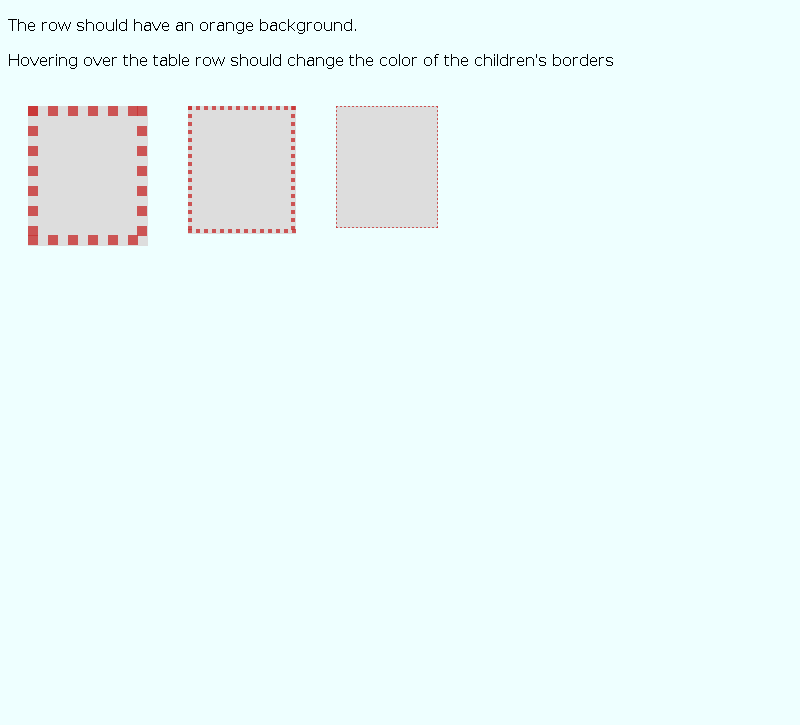 The row should have an orange background.
Hovering over the table row should change the color of the children's borders